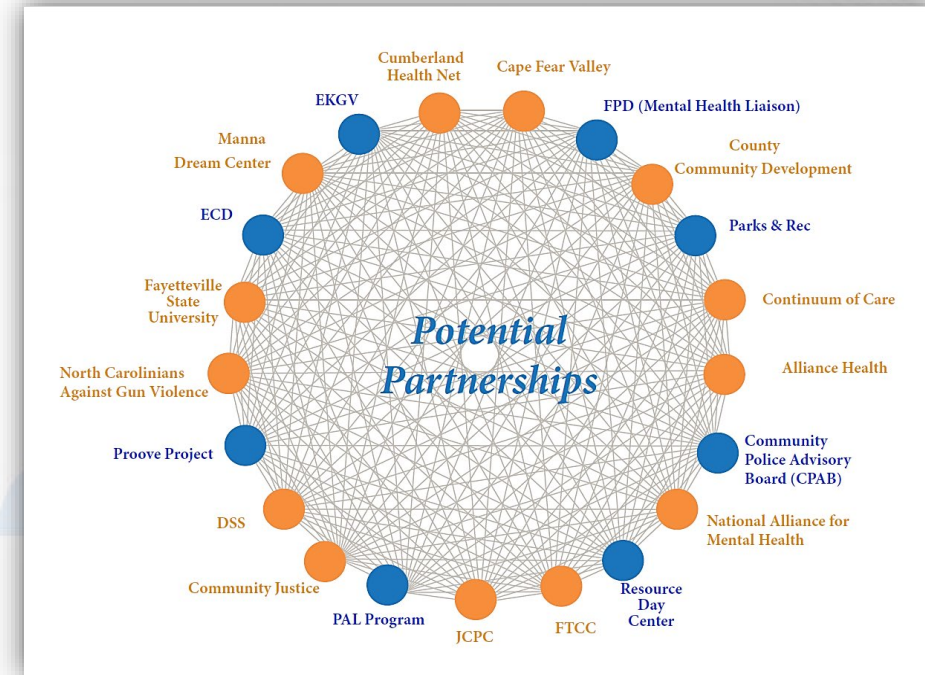 Cumberland
Health Net
Cape Fear Valley
EKGV
FPD (Mental Health Liaison)
Manna
Dream Center
County
Community Development
ECD
Parks & Rec
Fayetteville
State
University
Continuum of Care
Potential
Partnerships
North Carolinians
Against Gun Violence
Alliance Health
Proove Project
Community
Police Advisory
Board (CPAB)
DSS
National Alliance for
Mental Health
Community Justice
Resource
Day
Center
PAL Program
JCPC
FTCC